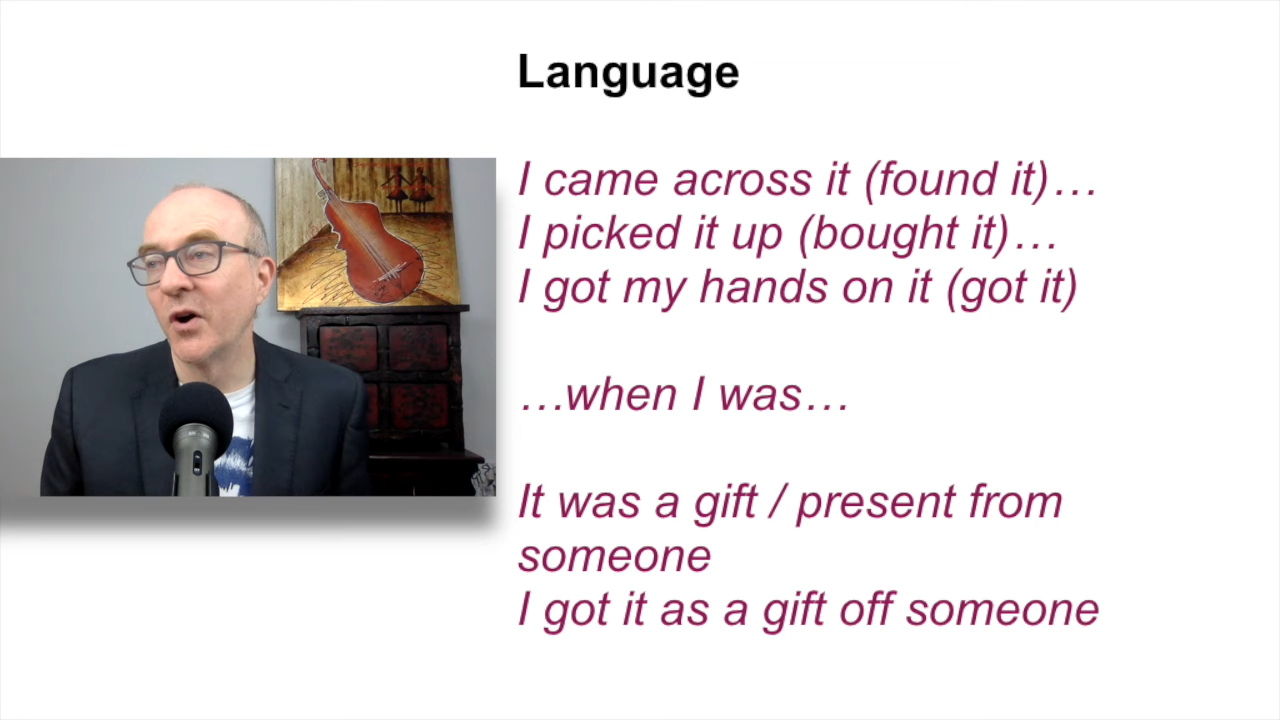 Language
I came across it (found it)…
I picked it up (bought it)…
I got my hands on it (got it)
…when I was…
It was a gift / present from
someone
I got it as a gift off someone